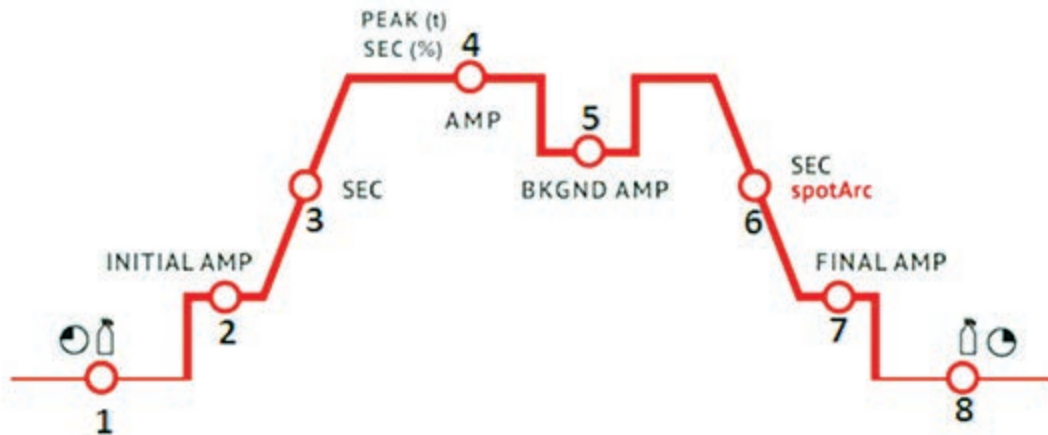 PEAK (t)
SEC (%)
4
AMP
5
BKGND AMP
3
SEC
6
SEC
spotArc
INITIAL AMP
2
FINAL AMP
7
1
8